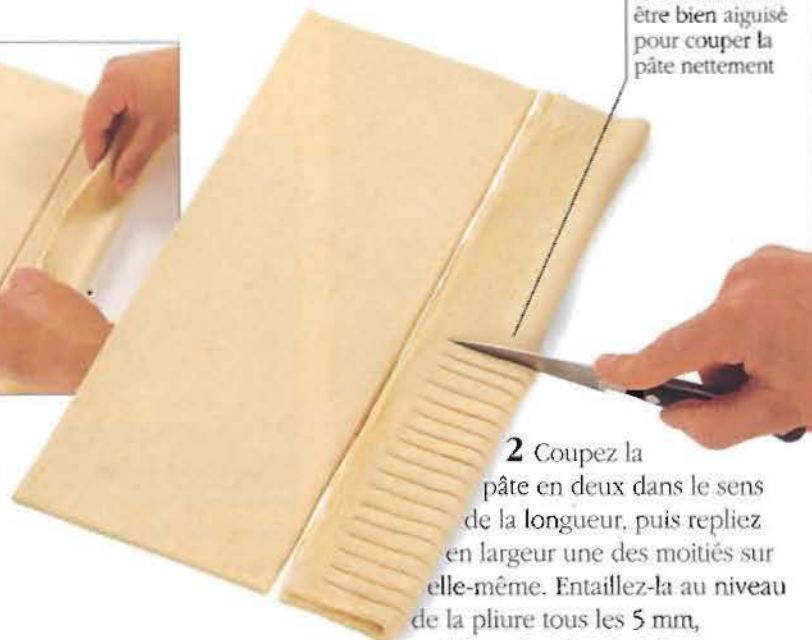 être bien aiguisé
pour couper la
pâte nettement
2 Coupez la
pâte en deux dans le sens
de la longueur, puis repliez
en largeur une des moitiés sur
elle-même. Entaillez-la au niveau
de la pliure tous les 5 mm,